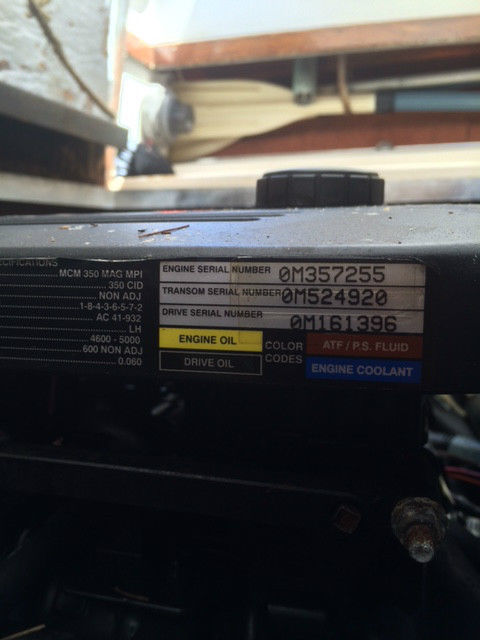 CIFICATIONS
MCM 350 MAG MPI
350 CID
NON ADJ
1-8-4-3-6-5-7-2
AC 41-932
LH
4600 - 5000
600 NON ADJ
0.060
ENGINE SERIAL NUMBER 0M357255
TRANSOM SERIAL NUMBER 0M524920
DRIVE SERIAL NUMBER 0M161396
ENGINE OIL
DRIVE OIL
COLOR
CODES
ATF / P.S. FLUID
ENGINE COOLANT